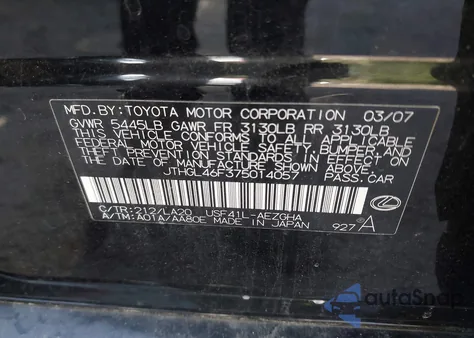 MFD.BY:TOYOTA MOTOR CORPORATION 03/07
GVWR 5445LB GAWR FR 3130LB RR 3130LB
THIS VEHICLE CONFORMS TO ALL APPLICABLE
FEDERAL MOTOR VEHICLE SAFETY, BUMPER, AND
THEFT PREVENTION STANDARDS IN EFFECT ON
THE DATE OF MANUFACTURE SHOWN ABOVE.
JTHGL46F375014057 PASS.CAR
C/TR:212/LA20 USF41L-AEZGHA
A/TM:A01A/AA80E MADE IN JAPAN 927A
autoSnap